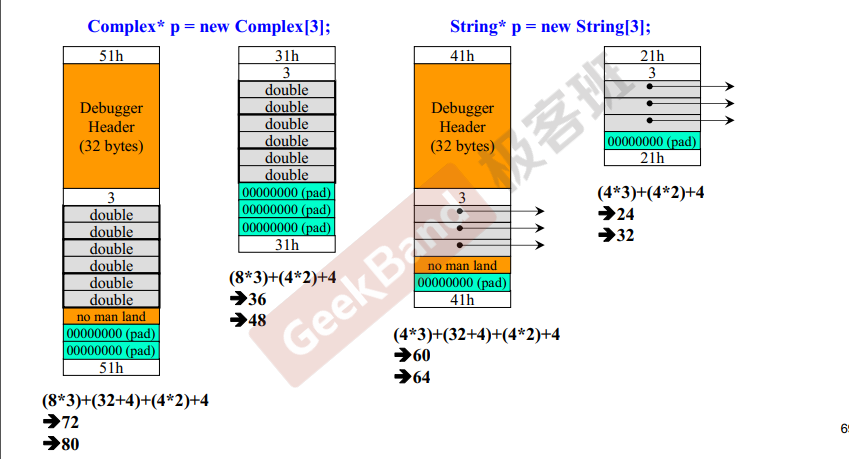 Complex* p = new Complex[3];
51h
Debugger
Header
(32 bytes)
3
double
double
double
double
double
double
no man land
00000000 (pad)
00000000 (pad)
51h
(8*3)+(32+4)+(4*2)+4
➔72
➔80
31h
3
double
double
double
double
double
double
00000000 (pad)
00000000 (pad)
00000000 (pad)
31h
(8*3)+(4*2)+4
➔36
➔48
String* p = new String[3];
41h
Debugger
Header
(32 bytes)
3
no man land
00000000 (pad)
41h
(4*3)+(32+4)+(4*2)+4
➔60
➔64
21h
3
00000000 (pad)
21h
(4*3)+(4*2)+4
➔24
➔32
GeekBand 极客班